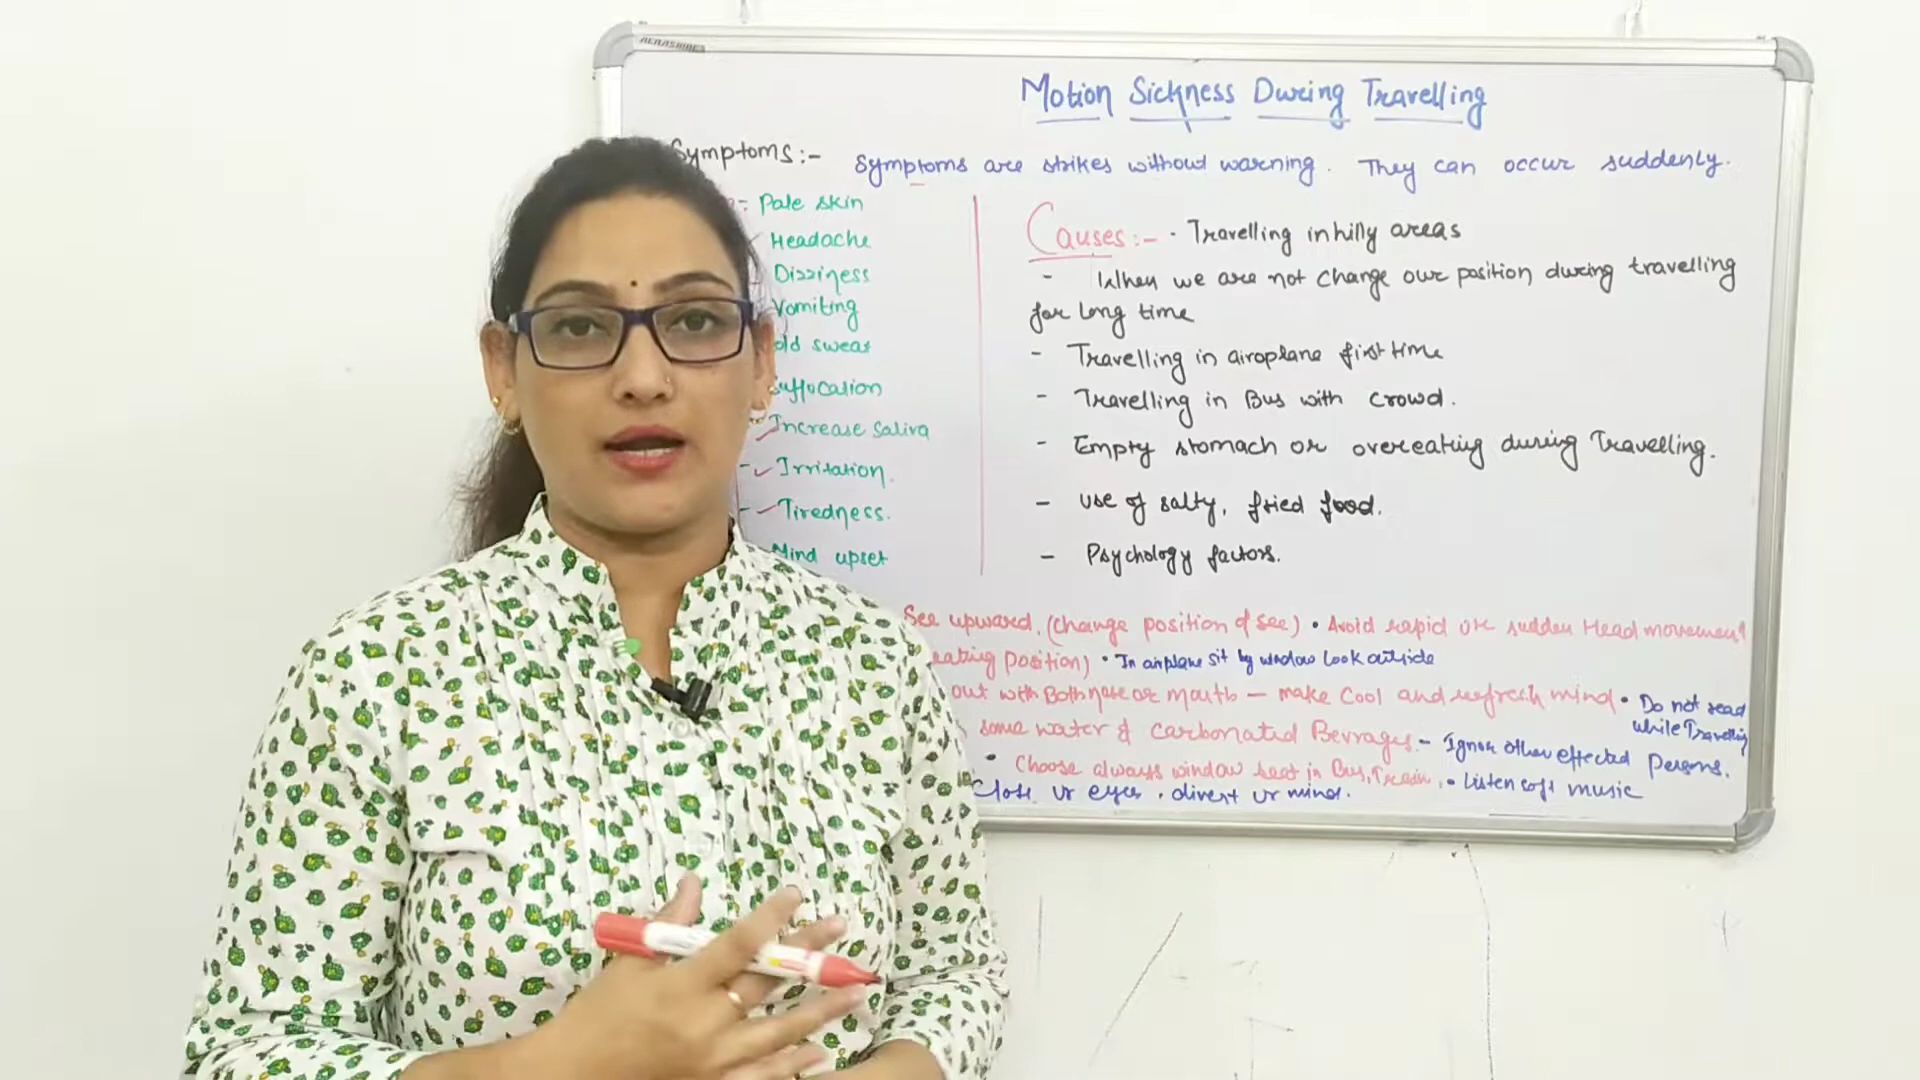 Motion Sickness During Travelling
Symptoms:- Symptoms are strikes without warning. They can occur suddenly.
:- Pale skin
Headache
Dizziness
Vomiting
old sweat
Suffocation
Increase Saliva
- Irritation.
- Tiredness.
Mind upset
Causes:- · Travelling in hilly areas
- When we are not change our position during travelling
for long time
- Travelling in airoplane first time
- Travelling in Bus with crowd.
- Empty stomach or overeating during Travelling.
- use of salty, fried food.
- Psychology factors.
See upward, (change position of see) • Avoid rapid or sudden Head movement
eating position) • In airplane sit by window look outside
out with Both nose or mouth — make Cool and refresh mind • Do not read
while Travelling
some water & carbonated Bevrages - Ignore other effected Persons.
• Choose always window seat in Bus, Train, • Listen soft music
Close ur eyes . divert ur mind.